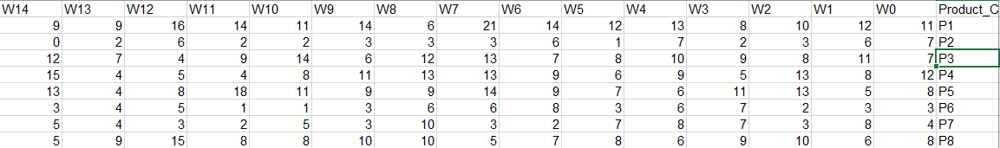 W14 W13 W12 W11 W10 W9 W8 W7 W6 W5 W4 W3 W2 W1 W0 Product_C
9 9 16 14 11 14 6 21 14 12 13 8 10 12 11 P1
0 2 6 2 2 3 3 3 6 1 7 2 3 6 7 P2
12 7 4 9 14 6 12 13 7 8 10 9 8 11 7 P3
15 4 5 4 8 11 13 13 9 6 9 5 13 8 12 P4
13 4 8 18 11 9 9 14 9 7 6 11 13 5 8 P5
3 4 5 1 1 3 6 6 8 3 6 7 2 3 3 P6
5 4 3 2 5 3 10 3 2 7 8 7 3 8 4 P7
5 9 15 8 8 10 10 5 7 8 6 9 10 6 8 P8